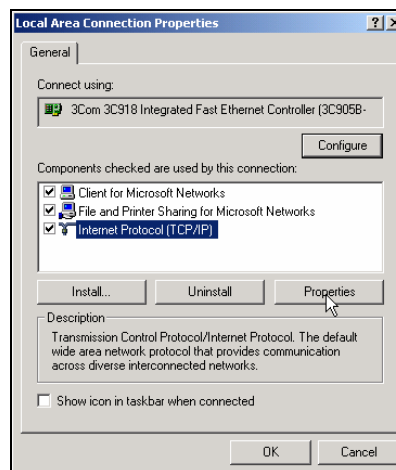 Local Area Connection Properties
General
Connect using:
3Com 3C918 Integrated Fast Ethernet Controller (3C905B-
Configure
Components checked are used by this connection:
Client for Microsoft Networks
File and Printer Sharing for Microsoft Networks
Internet Protocol (TCP/IP)
Install... Uninstall Properties
Description
Transmission Control Protocol/Internet Protocol. The default
wide area network protocol that provides communication
across diverse interconnected networks.
Show icon in taskbar when connected
OK Cancel